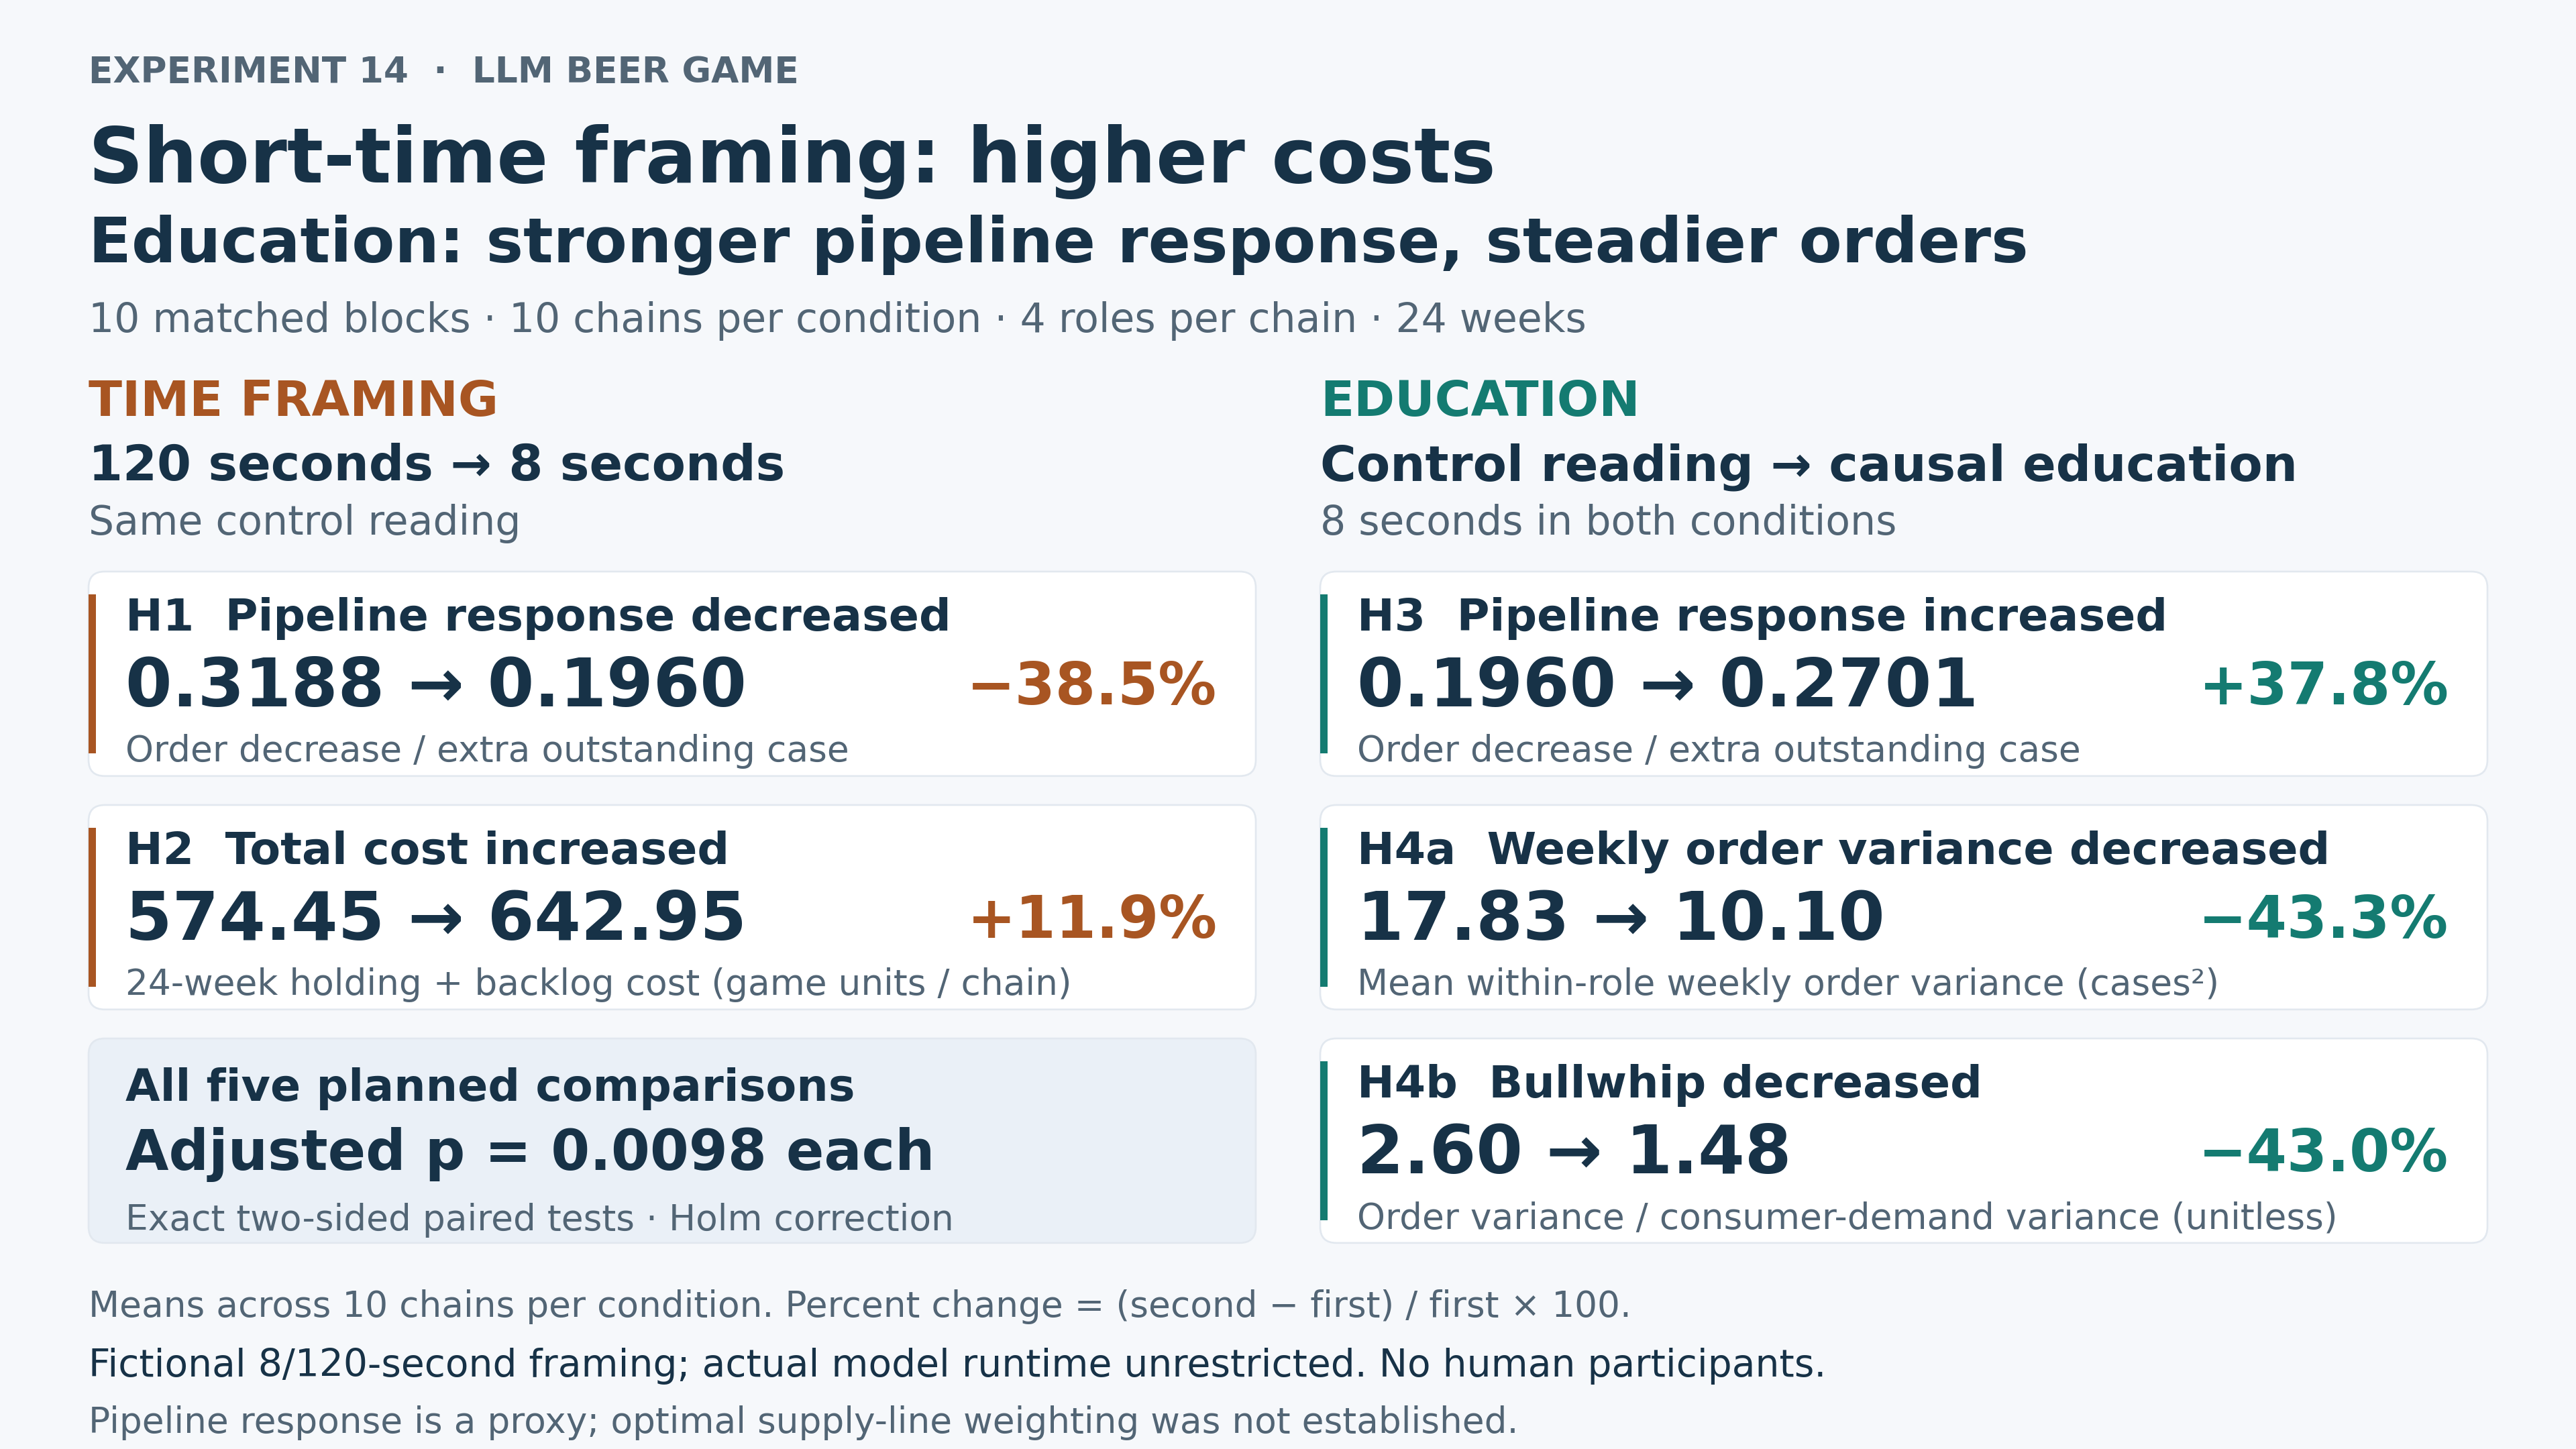 EXPERIMENT 14 · LLM BEER GAME
Short-time framing: higher costs
Education: stronger pipeline response, steadier orders
10 matched blocks · 10 chains per condition · 4 roles per chain · 24 weeks
TIME FRAMING
120 seconds → 8 seconds
Same control reading
H1 Pipeline response decreased
0.3188 → 0.1960 −38.5%
Order decrease / extra outstanding case
H2 Total cost increased
574.45 → 642.95 +11.9%
24-week holding + backlog cost (game units / chain)
All five planned comparisons
Adjusted p = 0.0098 each
Exact two-sided paired tests · Holm correction
EDUCATION
Control reading → causal education
8 seconds in both conditions
H3 Pipeline response increased
0.1960 → 0.2701 +37.8%
Order decrease / extra outstanding case
H4a Weekly order variance decreased
17.83 → 10.10 −43.3%
Mean within-role weekly order variance (cases²)
H4b Bullwhip decreased
2.60 → 1.48 −43.0%
Order variance / consumer-demand variance (unitless)
Means across 10 chains per condition. Percent change = (second − first) / first × 100.
Fictional 8/120-second framing; actual model runtime unrestricted. No human participants.
Pipeline response is a proxy; optimal supply-line weighting was not established.